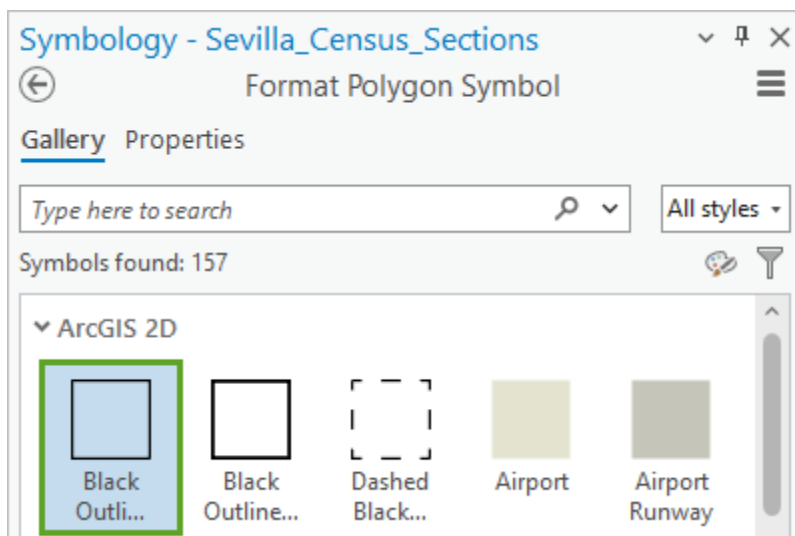 Symbology - Sevilla_Census_Sections
Format Polygon Symbol
Gallery Properties
Type here to search
All styles
Symbols found: 157
ArcGIS 2D
Black
Outli...
Black
Outline...
Dashed
Black...
Airport
Airport
Runway